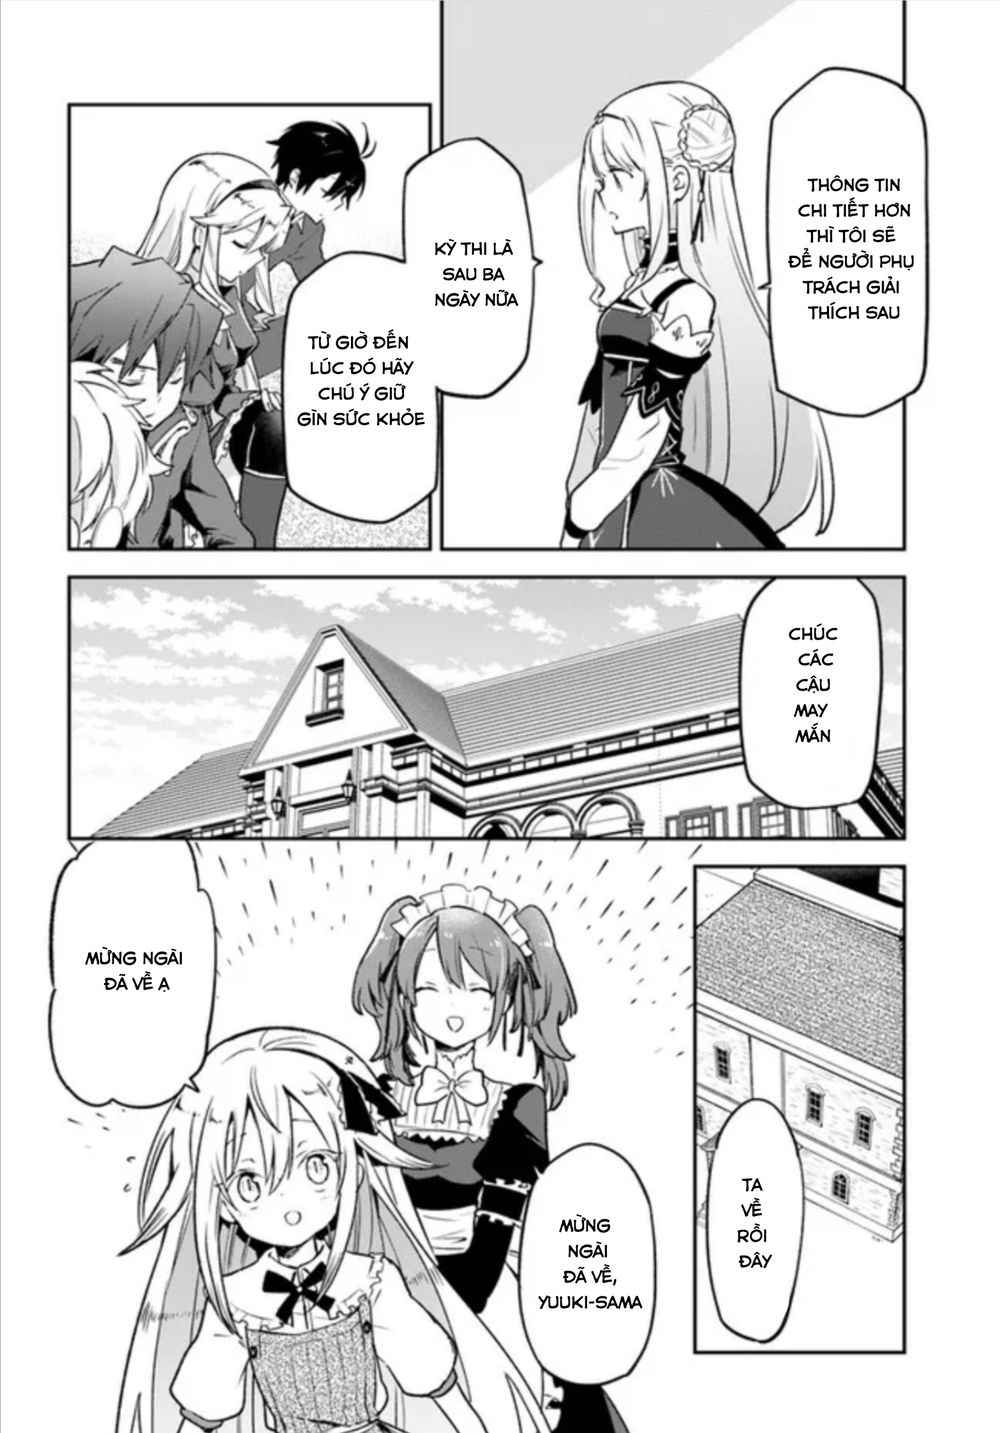 THÔNG TIN
CHI TIẾT HƠN
THÌ TÔI SẼ
ĐỂ NGƯỜI PHỤ
TRÁCH GIẢI
THÍCH SAU
KỲ THI LÀ
SAU BA
NGÀY NỮA
TỪ GIỜ ĐẾN
LÚC ĐÓ HÃY
CHÚ Ý GIỮ
GÌN SỨC KHỎE
CHÚC
CÁC
CẬU
MAY
MẮN
TA
VỀ
RỒI
ĐÂY
MỪNG NGÀI
ĐÃ VỀ Ạ
MỪNG
NGÀI
ĐÃ VỀ,
YUUKI-SAMA